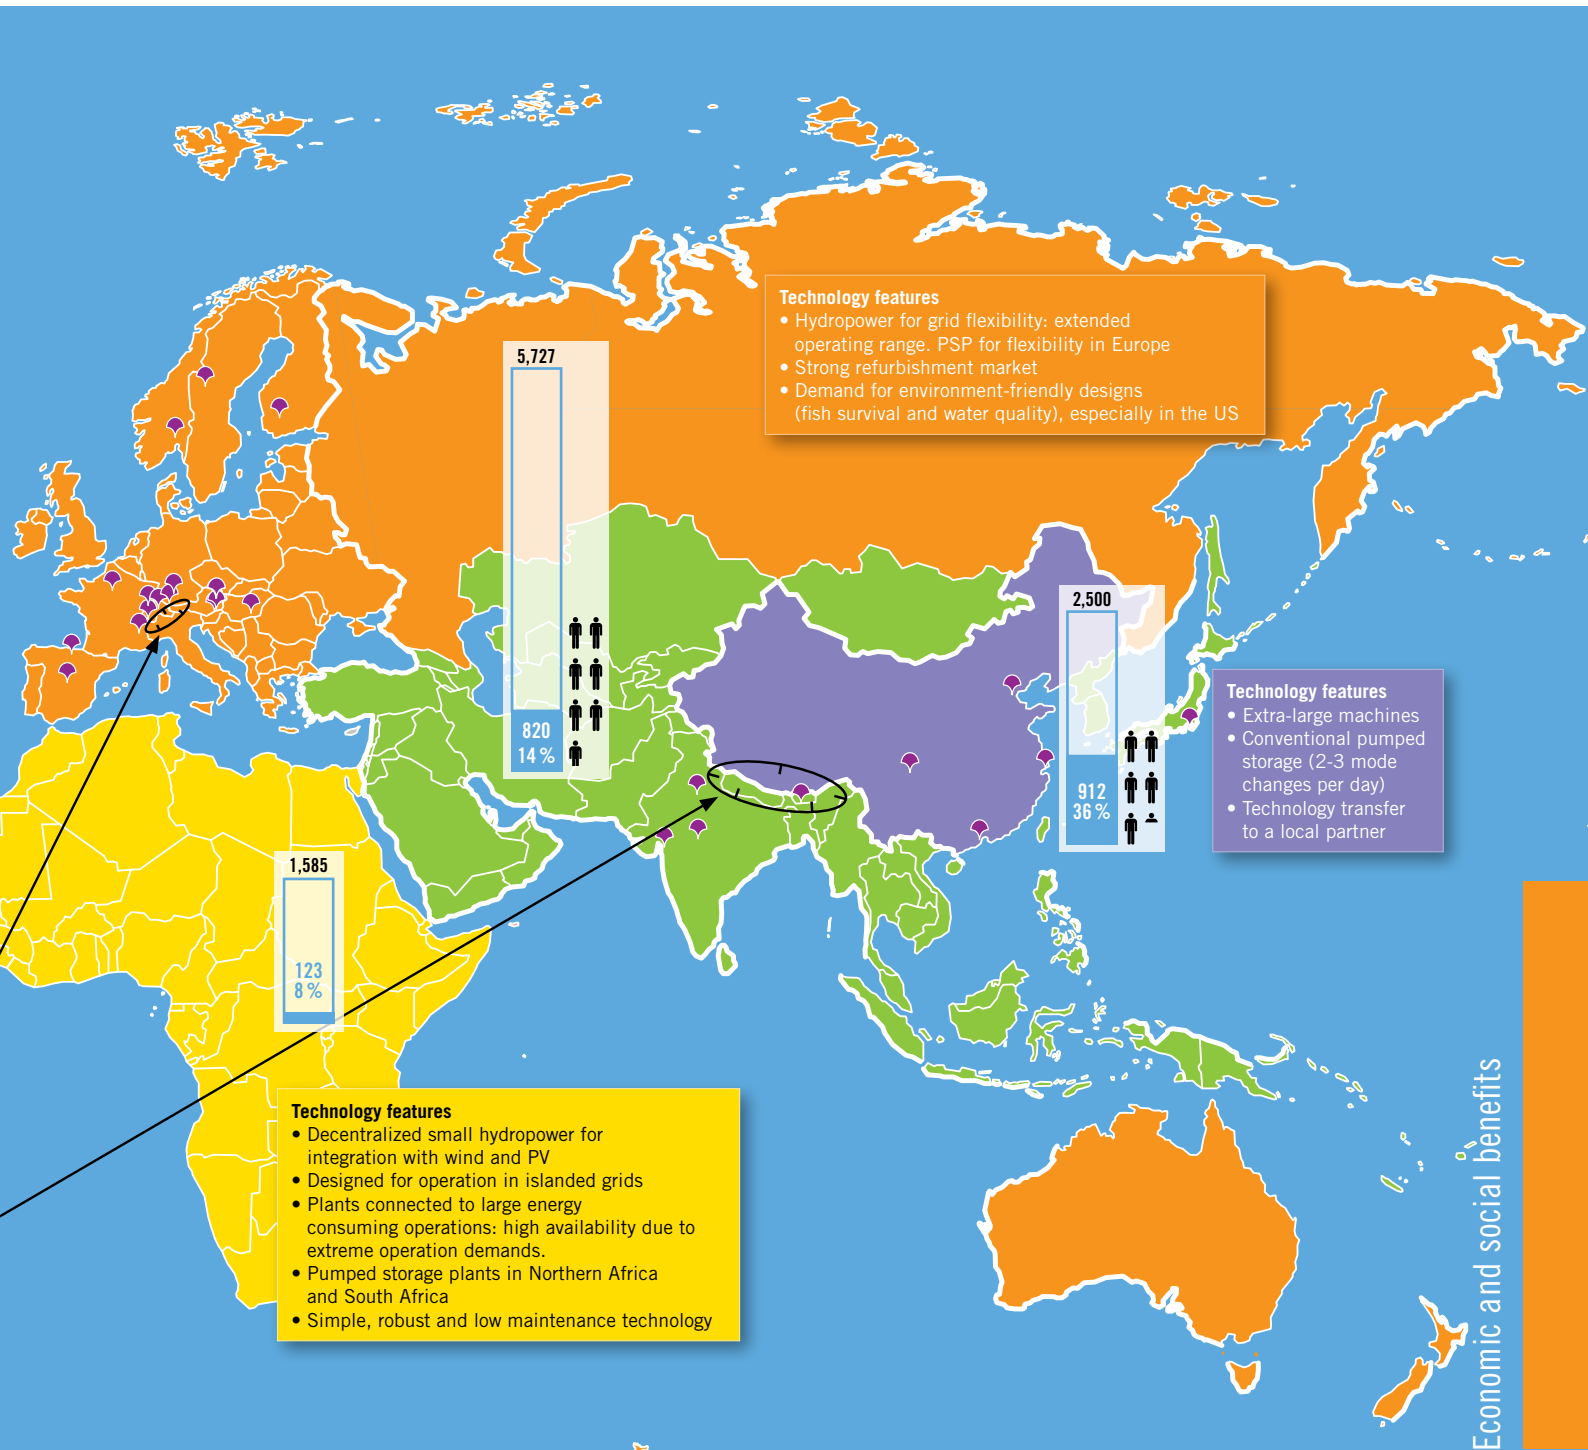 Technology features
• Hydropower for grid flexibility: extended
operating range. PSP for flexibility in Europe
• Strong refurbishment market
• Demand for environment-friendly designs
(fish survival and water quality), especially in the US
5,727
820
14 %
2,500
912
36 %
Technology features
• Extra-large machines
• Conventional pumped
storage (2-3 mode
changes per day)
• Technology transfer
to a local partner
1,585
123
8 %
Technology features
• Decentralized small hydropower for
integration with wind and PV
• Designed for operation in islanded grids
• Plants connected to large energy
consuming operations: high availability due to
extreme operation demands.
• Pumped storage plants in Northern Africa
and South Africa
• Simple, robust and low maintenance technology
Economic and social benefits